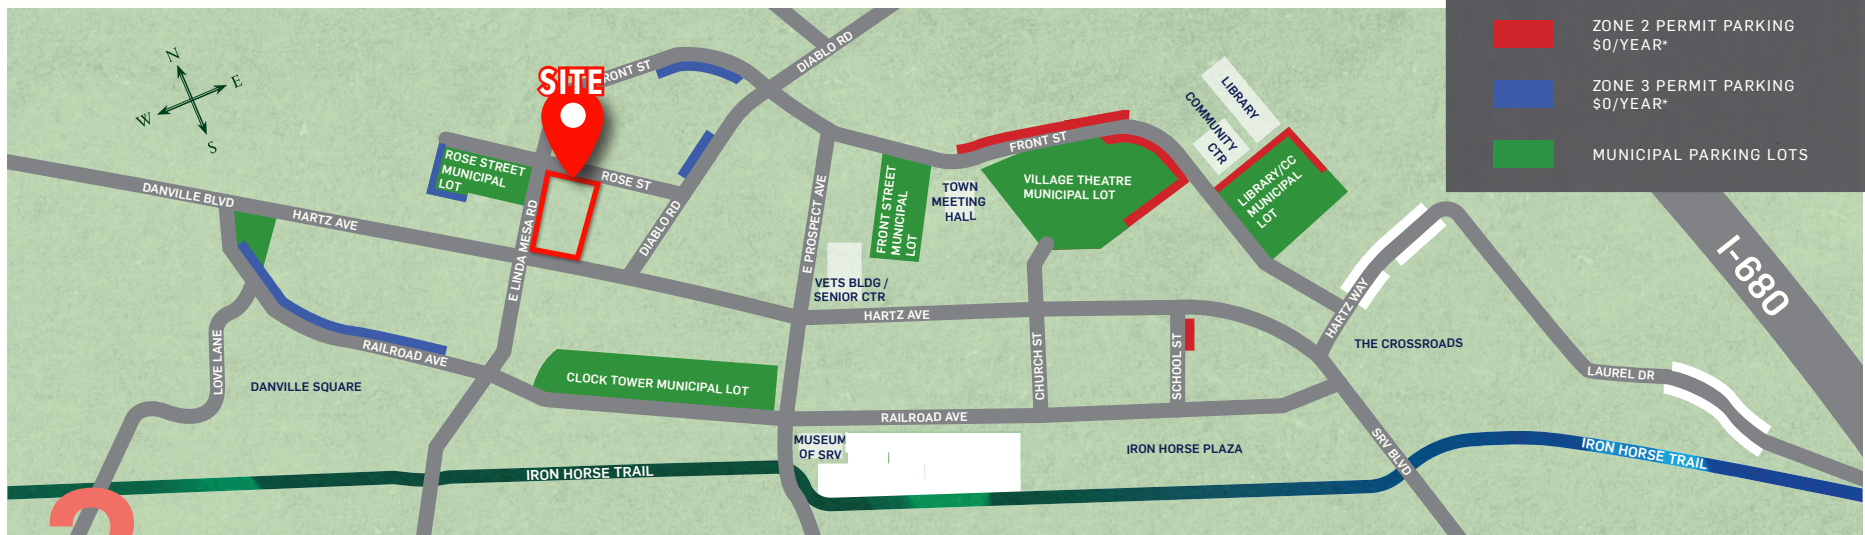 ZONE 2 PERMIT PARKING
$0/YEAR*
ZONE 3 PERMIT PARKING
$0/YEAR*
MUNICIPAL PARKING LOTS
N
E
W
S
SITE
FRONT ST
DIABLO RD
LIBRARY
COMMUNITY
CTR
FRONT ST
ROSE STREET
MUNICIPAL
LOT
ROSE ST
DANVILLE BLVD
HARTZ AVE
E LINDA MESA RD
DIABLO RD
E PROSPECT AVE
FRONT STREET
MUNICIPAL
LOT
TOWN
MEETING
HALL
VILLAGE THEATRE
MUNICIPAL LOT
LIBRARY/CC
MUNICIPAL
LOT
I-680
VETS BLDG /
SENIOR CTR
HARTZ AVE
HARTZ WAY
THE CROSSROADS
LOVE LANE
RAILROAD AVE
DANVILLE SQUARE
CLOCK TOWER MUNICIPAL LOT
CHURCH ST
SCHOOL ST
LAUREL DR
RAILROAD AVE
MUSEUM
OF SRV
IRON HORSE PLAZA
SRV BLVD
IRON HORSE TRAIL
IRON HORSE TRAIL